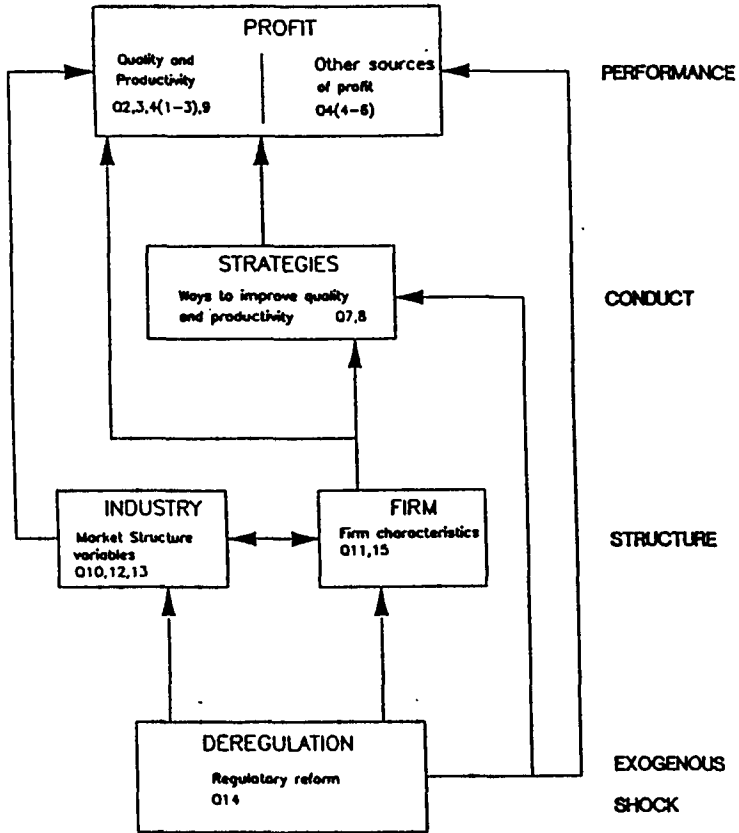 PROFIT
Quality and
Productivity
Q2,3,4(1-3),9
Other sources
of profit
Q4(4-6)
PERFORMANCE
STRATEGIES
Ways to improve quality
and productivity Q7,8
CONDUCT
INDUSTRY
Market Structure
variables
Q10,12,13
FIRM
Firm characteristics
Q11,15
STRUCTURE
DEREGULATION
Regulatory reform
Q14
EXOGENOUS
SHOCK